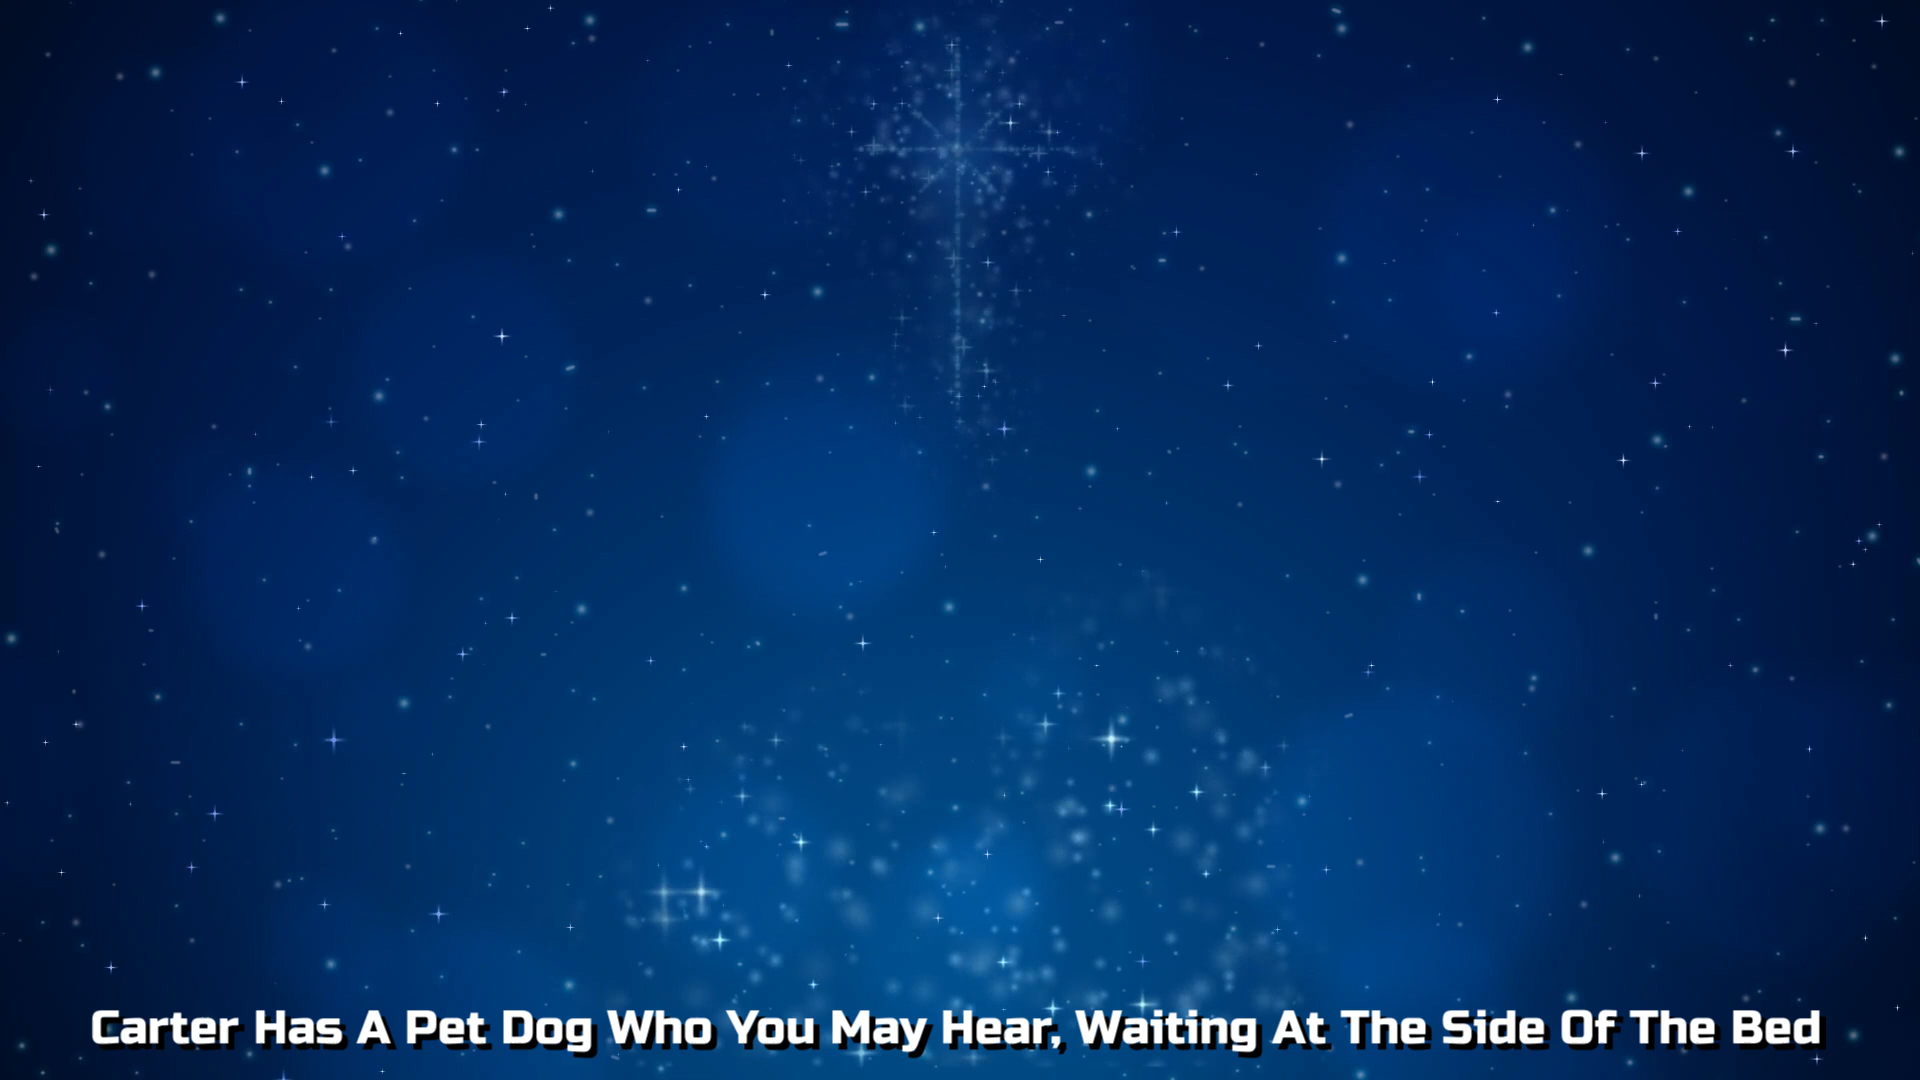 Carter Has A Pet Dog Who You May Hear, Waiting At The Side Of The Bed